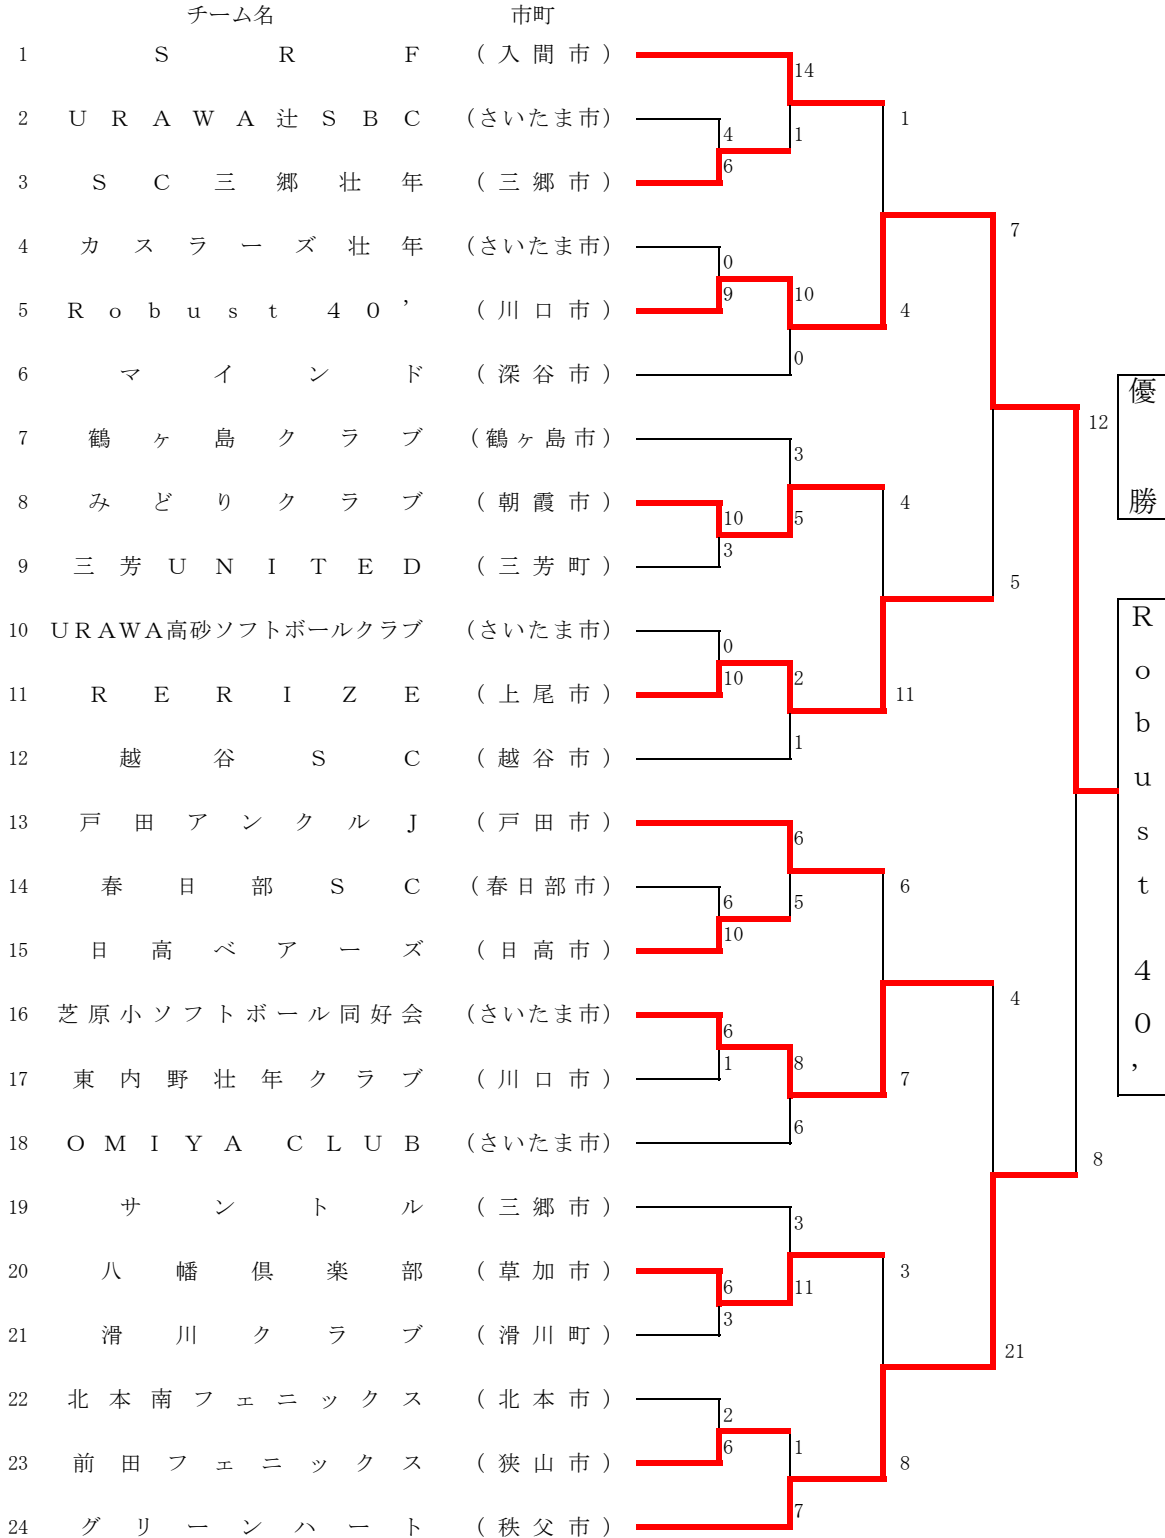 チーム名 市町
1 ＳＲＦ (入間市)
14
2 ＵＲＡＷＡ辻ＳＢＣ (さいたま市)
1
4
1
6
3 ＳＣ三郷壮年 (三郷市)
7
4 カスラーズ壮年 (さいたま市)
0
9
10
5 Ｒｏｂｕｓｔ ４０’ (川口市)
4
0
6 マインド (深谷市)
優勝
12
7 鶴ヶ島クラブ (鶴ヶ島市)
3
8 みどりクラブ (朝霞市)
4
10
5
3
9 三芳ＵＮＩＴＥＤ (三芳町)
5
Ｒｏｂｕｓｔ ４０’
10 ＵＲＡＷＡ高砂ソフトボールクラブ (さいたま市)
0
10
2
11 ＲＥＲＩＺＥ (上尾市)
11
1
12 越谷ＳＣ (越谷市)
13 戸田アンクルＪ (戸田市)
6
14 春日部ＳＣ (春日部市)
6
6
5
10
15 日高ベアーズ (日高市)
4
16 芝原小ソフトボール同好会 (さいたま市)
6
1
8
17 東内野壮年クラブ (川口市)
7
6
18 ＯＭＩＹＡ ＣＬＵＢ (さいたま市)
8
19 サントル (三郷市)
3
20 八幡倶楽部 (草加市)
3
6
11
3
21 滑川クラブ (滑川町)
21
22 北本南フェニックス (北本市)
2
6
1
23 前田フェニックス (狭山市)
8
7
24 グリーンハート (秩父市)